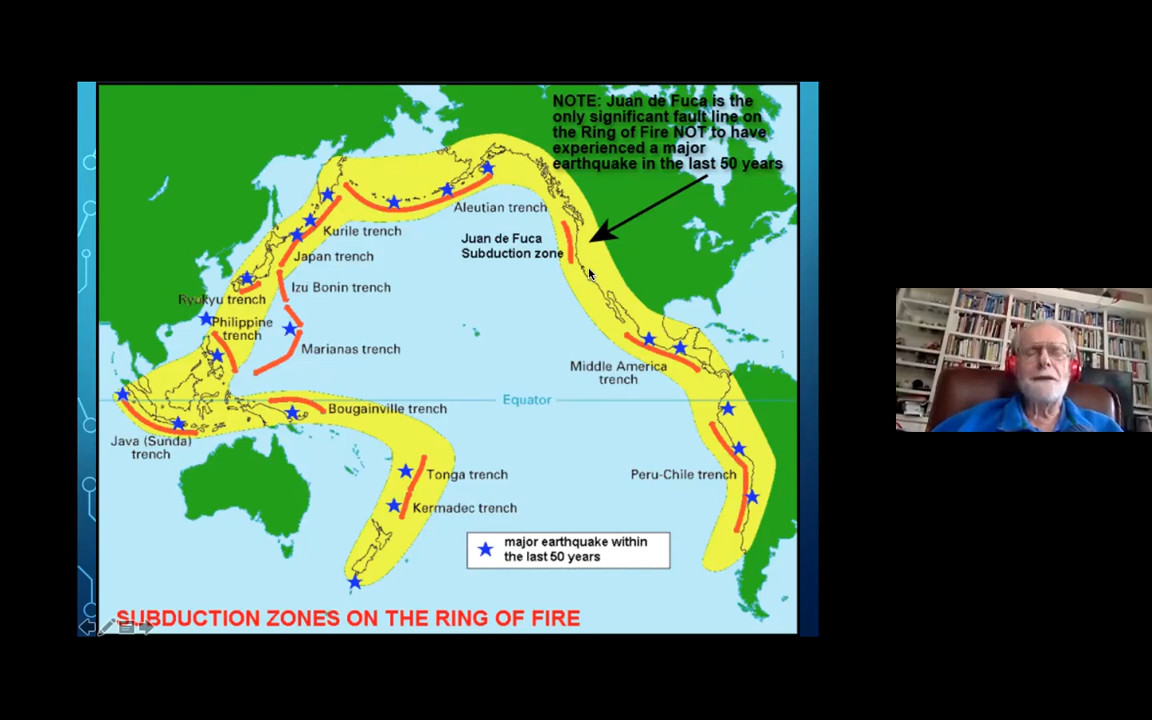 NOTE: Juan de Fuca is the
only significant fault line on
the Ring of Fire NOT to have
experienced a major
earthquake in the last 50 years
Aleutian trench
Kurile trench
Juan de Fuca
Subduction zone
Japan trench
Izu Bonin trench
Ryukyu trench
Philippine
trench
Marianas trench
Middle America
trench
Equator
Bougainville trench
Java (Sunda)
trench
Tonga trench
Peru-Chile trench
Kermadec trench
major earthquake within
the last 50 years
SUBDUCTION ZONES ON THE RING OF FIRE